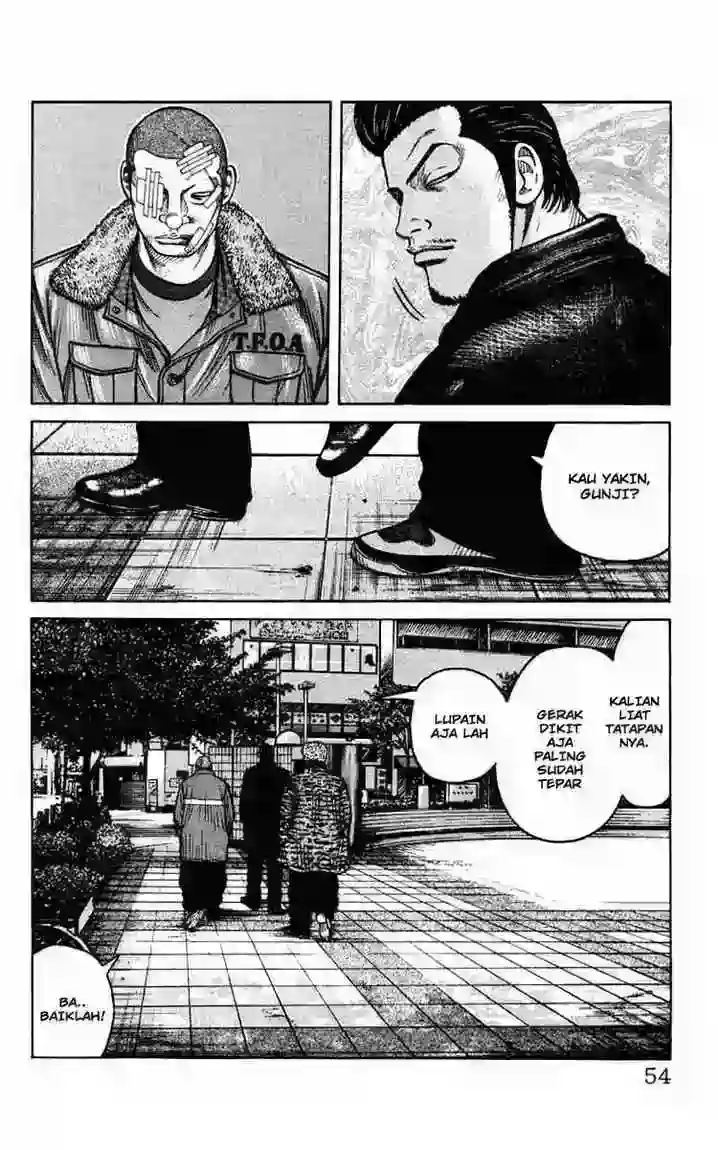 T.F.O.A
KAU YAKIN,
GUNJI?
KALIAN
LIAT
TATAPAN
NYA.
GERAK
DIKIT
AJA
PALING
SUDAH
TEPAR
LUPAIN
AJA LAH
BA..
BAIKLAH!
54